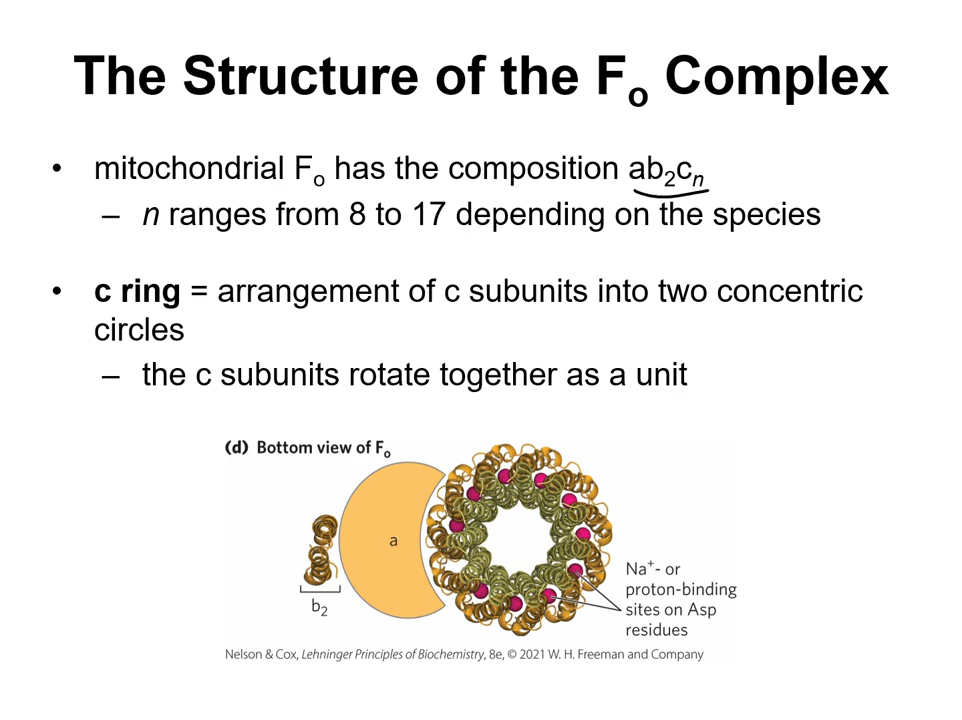 The Structure of the Fo Complex
• mitochondrial Fo has the composition ab2cn
– n ranges from 8 to 17 depending on the species
• c ring = arrangement of c subunits into two concentric
circles
– the c subunits rotate together as a unit
(d) Bottom view of Fo
a
b2
Na+- or
proton-binding
sites on Asp
residues
Nelson & Cox, Lehninger Principles of Biochemistry, 8e, © 2021 W. H. Freeman and Company